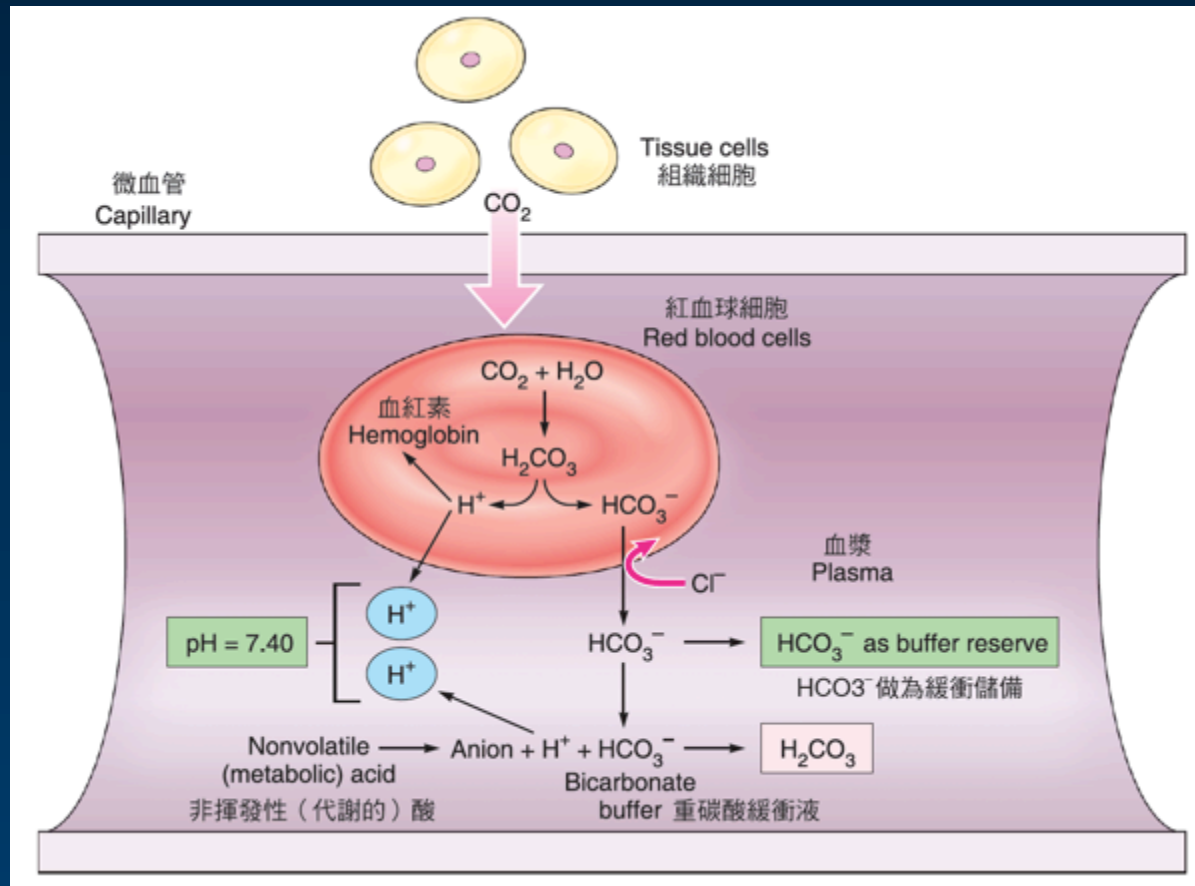 Tissue cells
組織細胞
微血管
Capillary
CO₂
紅血球細胞
Red blood cells
CO₂ + H₂O
血紅素
Hemoglobin
H₂CO₃
H⁺
HCO₃⁻
血漿
Plasma
Cl⁻
H⁺
pH = 7.40
HCO₃⁻
HCO₃⁻ as buffer reserve
H⁺
HCO3⁻做為緩衝儲備
Nonvolatile
(metabolic) acid
非揮發性（代謝的）酸
Anion + H⁺ + HCO₃⁻
H₂CO₃
Bicarbonate
buffer 重碳酸緩衝液